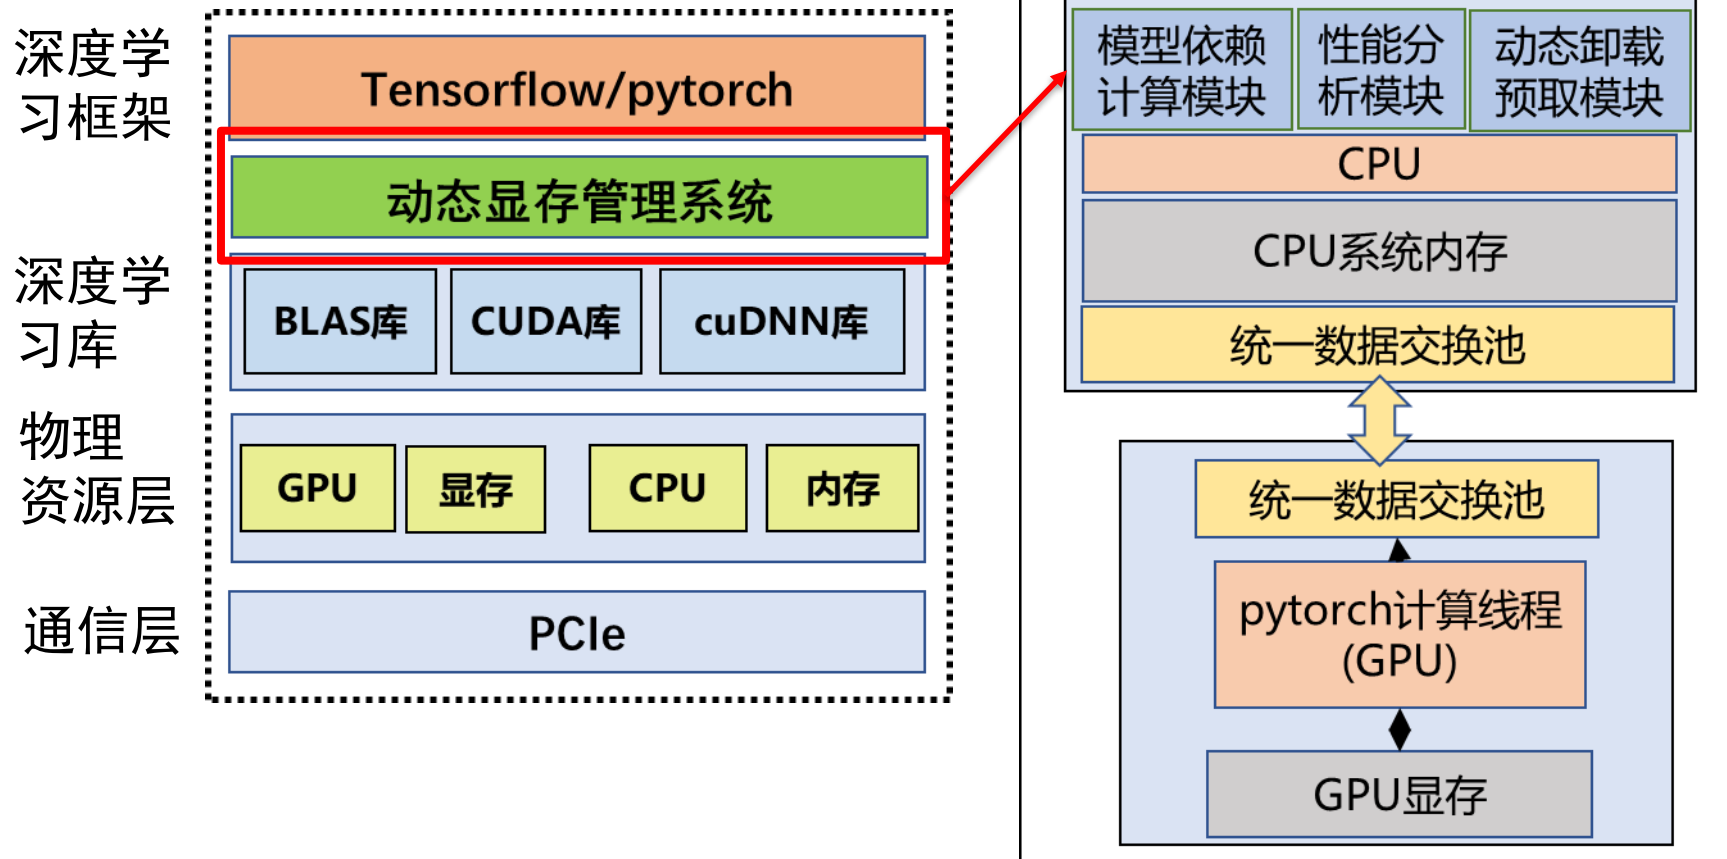 深度学
习框架
Tensorflow/pytorch
动态显存管理系统
深度学
习库
BLAS库
CUDA库
cuDNN库
物理
资源层
GPU
显存
CPU
内存
通信层
PCIe
模型依赖
计算模块
性能分
析模块
动态卸载
预取模块
CPU
CPU系统内存
统一数据交换池
统一数据交换池
pytorch计算线程
(GPU)
GPU显存